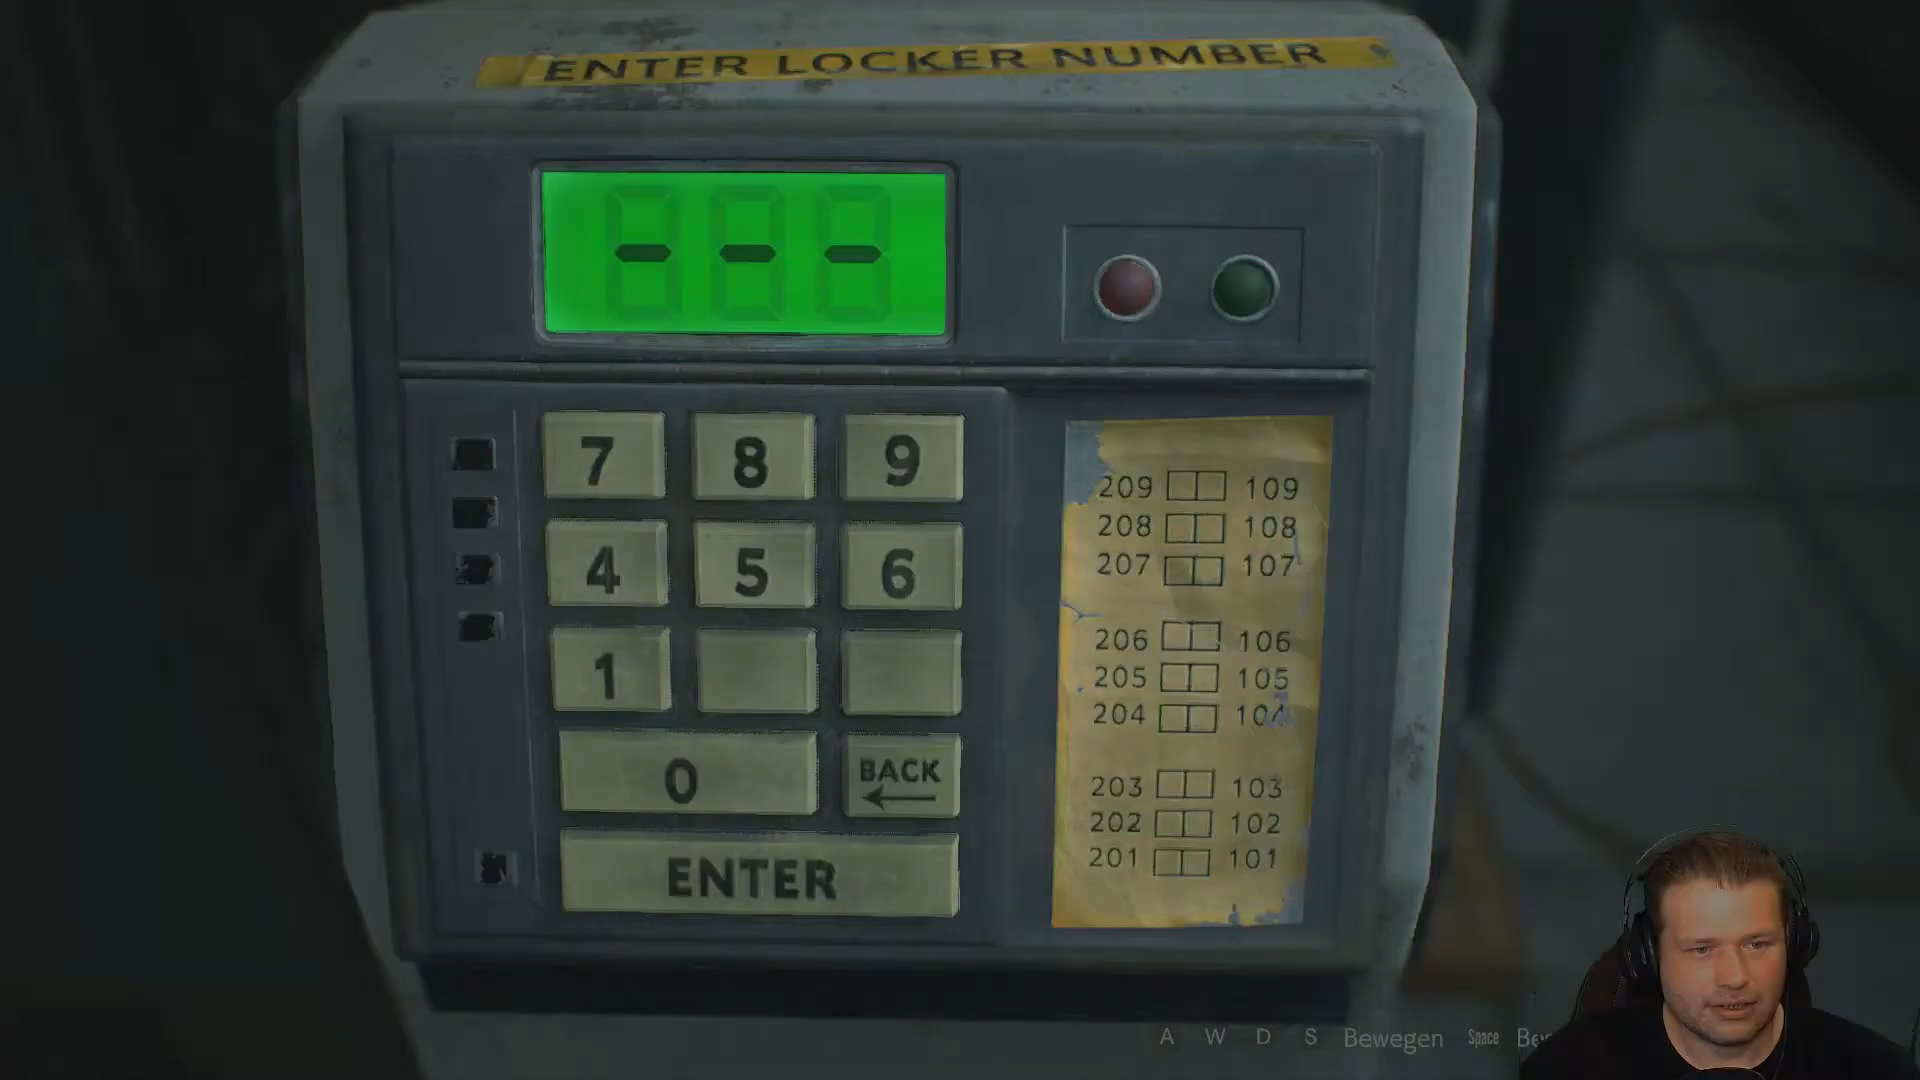 ENTER LOCKER NUMBER
- - -
7 8 9
4 5 6
1
0 BACK
ENTER
209 109
208 108
207 107
206 106
205 105
204 104
203 103
202 102
201 101
A W D S Bewegen Space